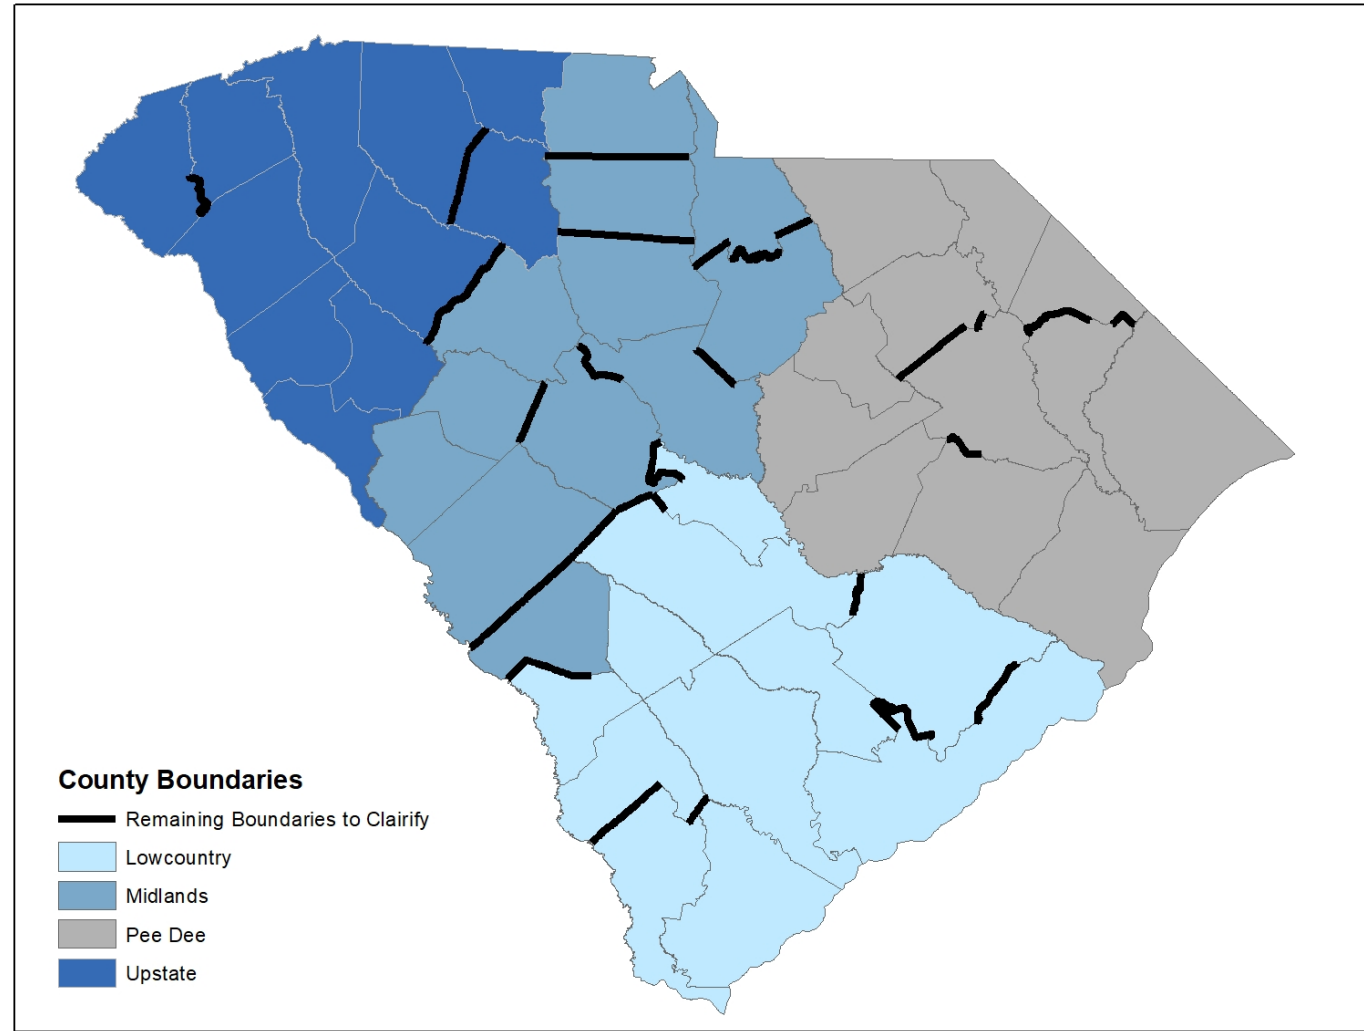 County Boundaries
Remaining Boundaries to Clairify
Lowcountry
Midlands
Pee Dee
Upstate